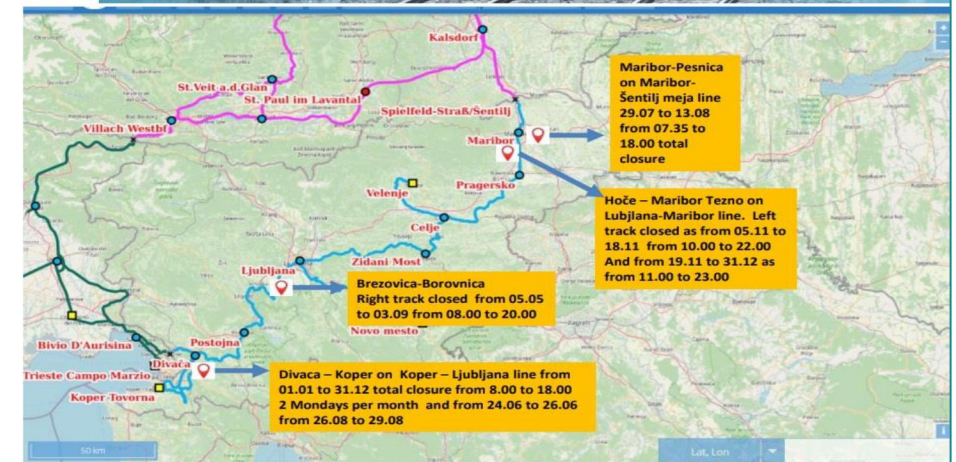 Kalsdorf
St.Veit a.d.Glan
St. Paul im Lavantal
Spielfeld-Straß/Šentilj
Villach Westbf
Maribor
Maribor-Pesnica
on Maribor-
Šentilj meja line
29.07 to 13.08
from 07.35 to
18.00 total
closure
Velenje
Pragersko
Celje
Hoče – Maribor Tezno on
Lubjlana-Maribor line. Left
track closed as from 05.11 to
18.11 from 10.00 to 22.00
And from 19.11 to 31.12 as
from 11.00 to 23.00
Zidani Most
Ljubljana
Brezovica-Borovnica
Right track closed from 05.05
to 03.09 from 08.00 to 20.00
Novo mesto
Postojna
Bivio D'Aurisina
Divača
Trieste Campo Marzio
Koper Tovorna
Divaca – Koper on Koper – Ljubljana line from
01.01 to 31.12 total closure from 8.00 to 18.00
2 Mondays per month and from 24.06 to 26.06
from 26.08 to 29.08
50 km
Lat, Lon